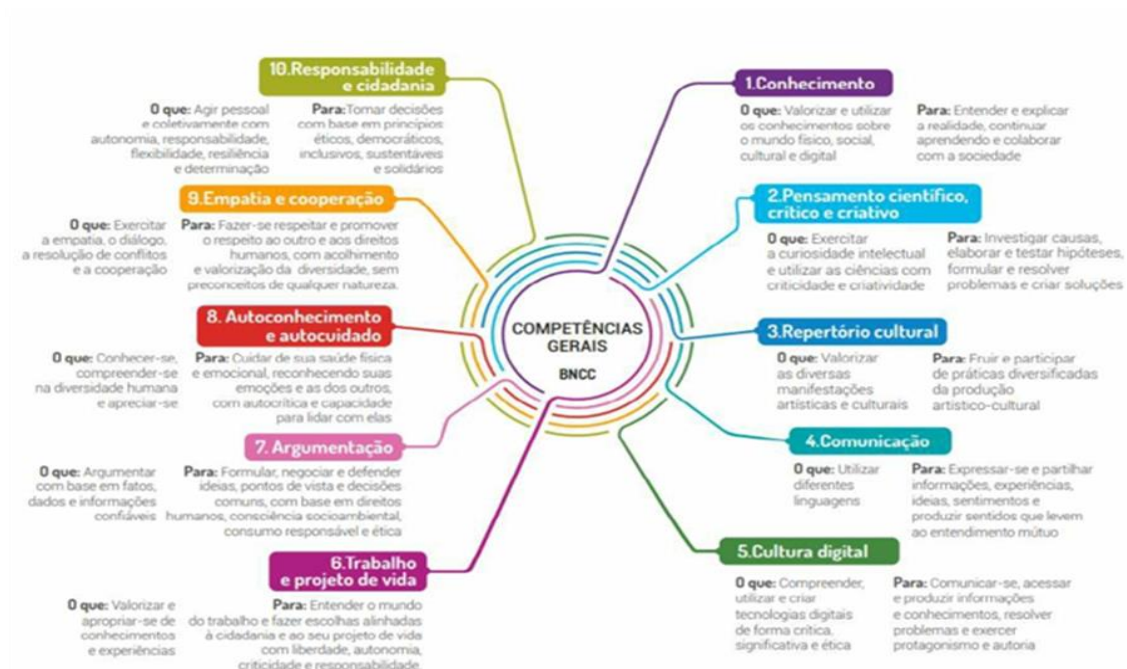 COMPETÊNCIAS
GERAIS
BNCC
1.Conhecimento
O que: Valorizar e utilizar
os conhecimentos sobre
o mundo físico, social,
cultural e digital
Para: Entender e explicar
a realidade, continuar
aprendendo e colaborar
com a sociedade
2.Pensamento científico,
crítico e criativo
O que: Exercitar
a curiosidade intelectual
e utilizar as ciências com
criticidade e criatividade
Para: Investigar causas,
elaborar e testar hipóteses,
formular e resolver
problemas e criar soluções
3.Repertório cultural
O que: Valorizar
as diversas
manifestações
artísticas e culturais
Para: Fruir e participar
de práticas diversificadas
da produção
artístico-cultural
4.Comunicação
O que: Utilizar
diferentes
linguagens
Para: Expressar-se e partilhar
informações, experiências,
ideias, sentimentos e
produzir sentidos que levem
ao entendimento mútuo
5.Cultura digital
O que: Compreender,
utilizar e criar
tecnologias digitais
de forma crítica,
significativa e ética
Para: Comunicar-se, acessar
e produzir informações
e conhecimentos, resolver
problemas e exercer
protagonismo e autoria
6.Trabalho
e projeto de vida
O que: Valorizar e
apropriar-se de
conhecimentos
e experiências
Para: Entender o mundo
do trabalho e fazer escolhas alinhadas
à cidadania e ao seu projeto de vida
com liberdade, autonomia,
criticidade e responsabilidade.
7. Argumentação
O que: Argumentar
com base em fatos,
dados e informações
confiáveis
Para: Formular, negociar e defender
ideias, pontos de vista e decisões
comuns, com base em direitos
humanos, consciência socioambiental,
consumo responsável e ética
8. Autoconhecimento
e autocuidado
O que: Conhecer-se,
compreender-se
na diversidade humana
e apreciar-se
Para: Cuidar de sua saúde física
e emocional, reconhecendo suas
emoções e as dos outros,
com autocrítica e capacidade
para lidar com elas
9.Empatia e cooperação
O que: Exercitar
a empatia, o diálogo,
a resolução de conflitos
e a cooperação
Para: Fazer-se respeitar e promover
o respeito ao outro e aos direitos
humanos, com acolhimento
e valorização da diversidade, sem
preconceitos de qualquer natureza.
10.Responsabilidade
e cidadania
O que: Agir pessoal
e coletivamente com
autonomia, responsabilidade,
flexibilidade, resiliência
e determinação
Para:Tomar decisões
com base em princípios
éticos, democráticos,
inclusivos, sustentáveis
e solidários